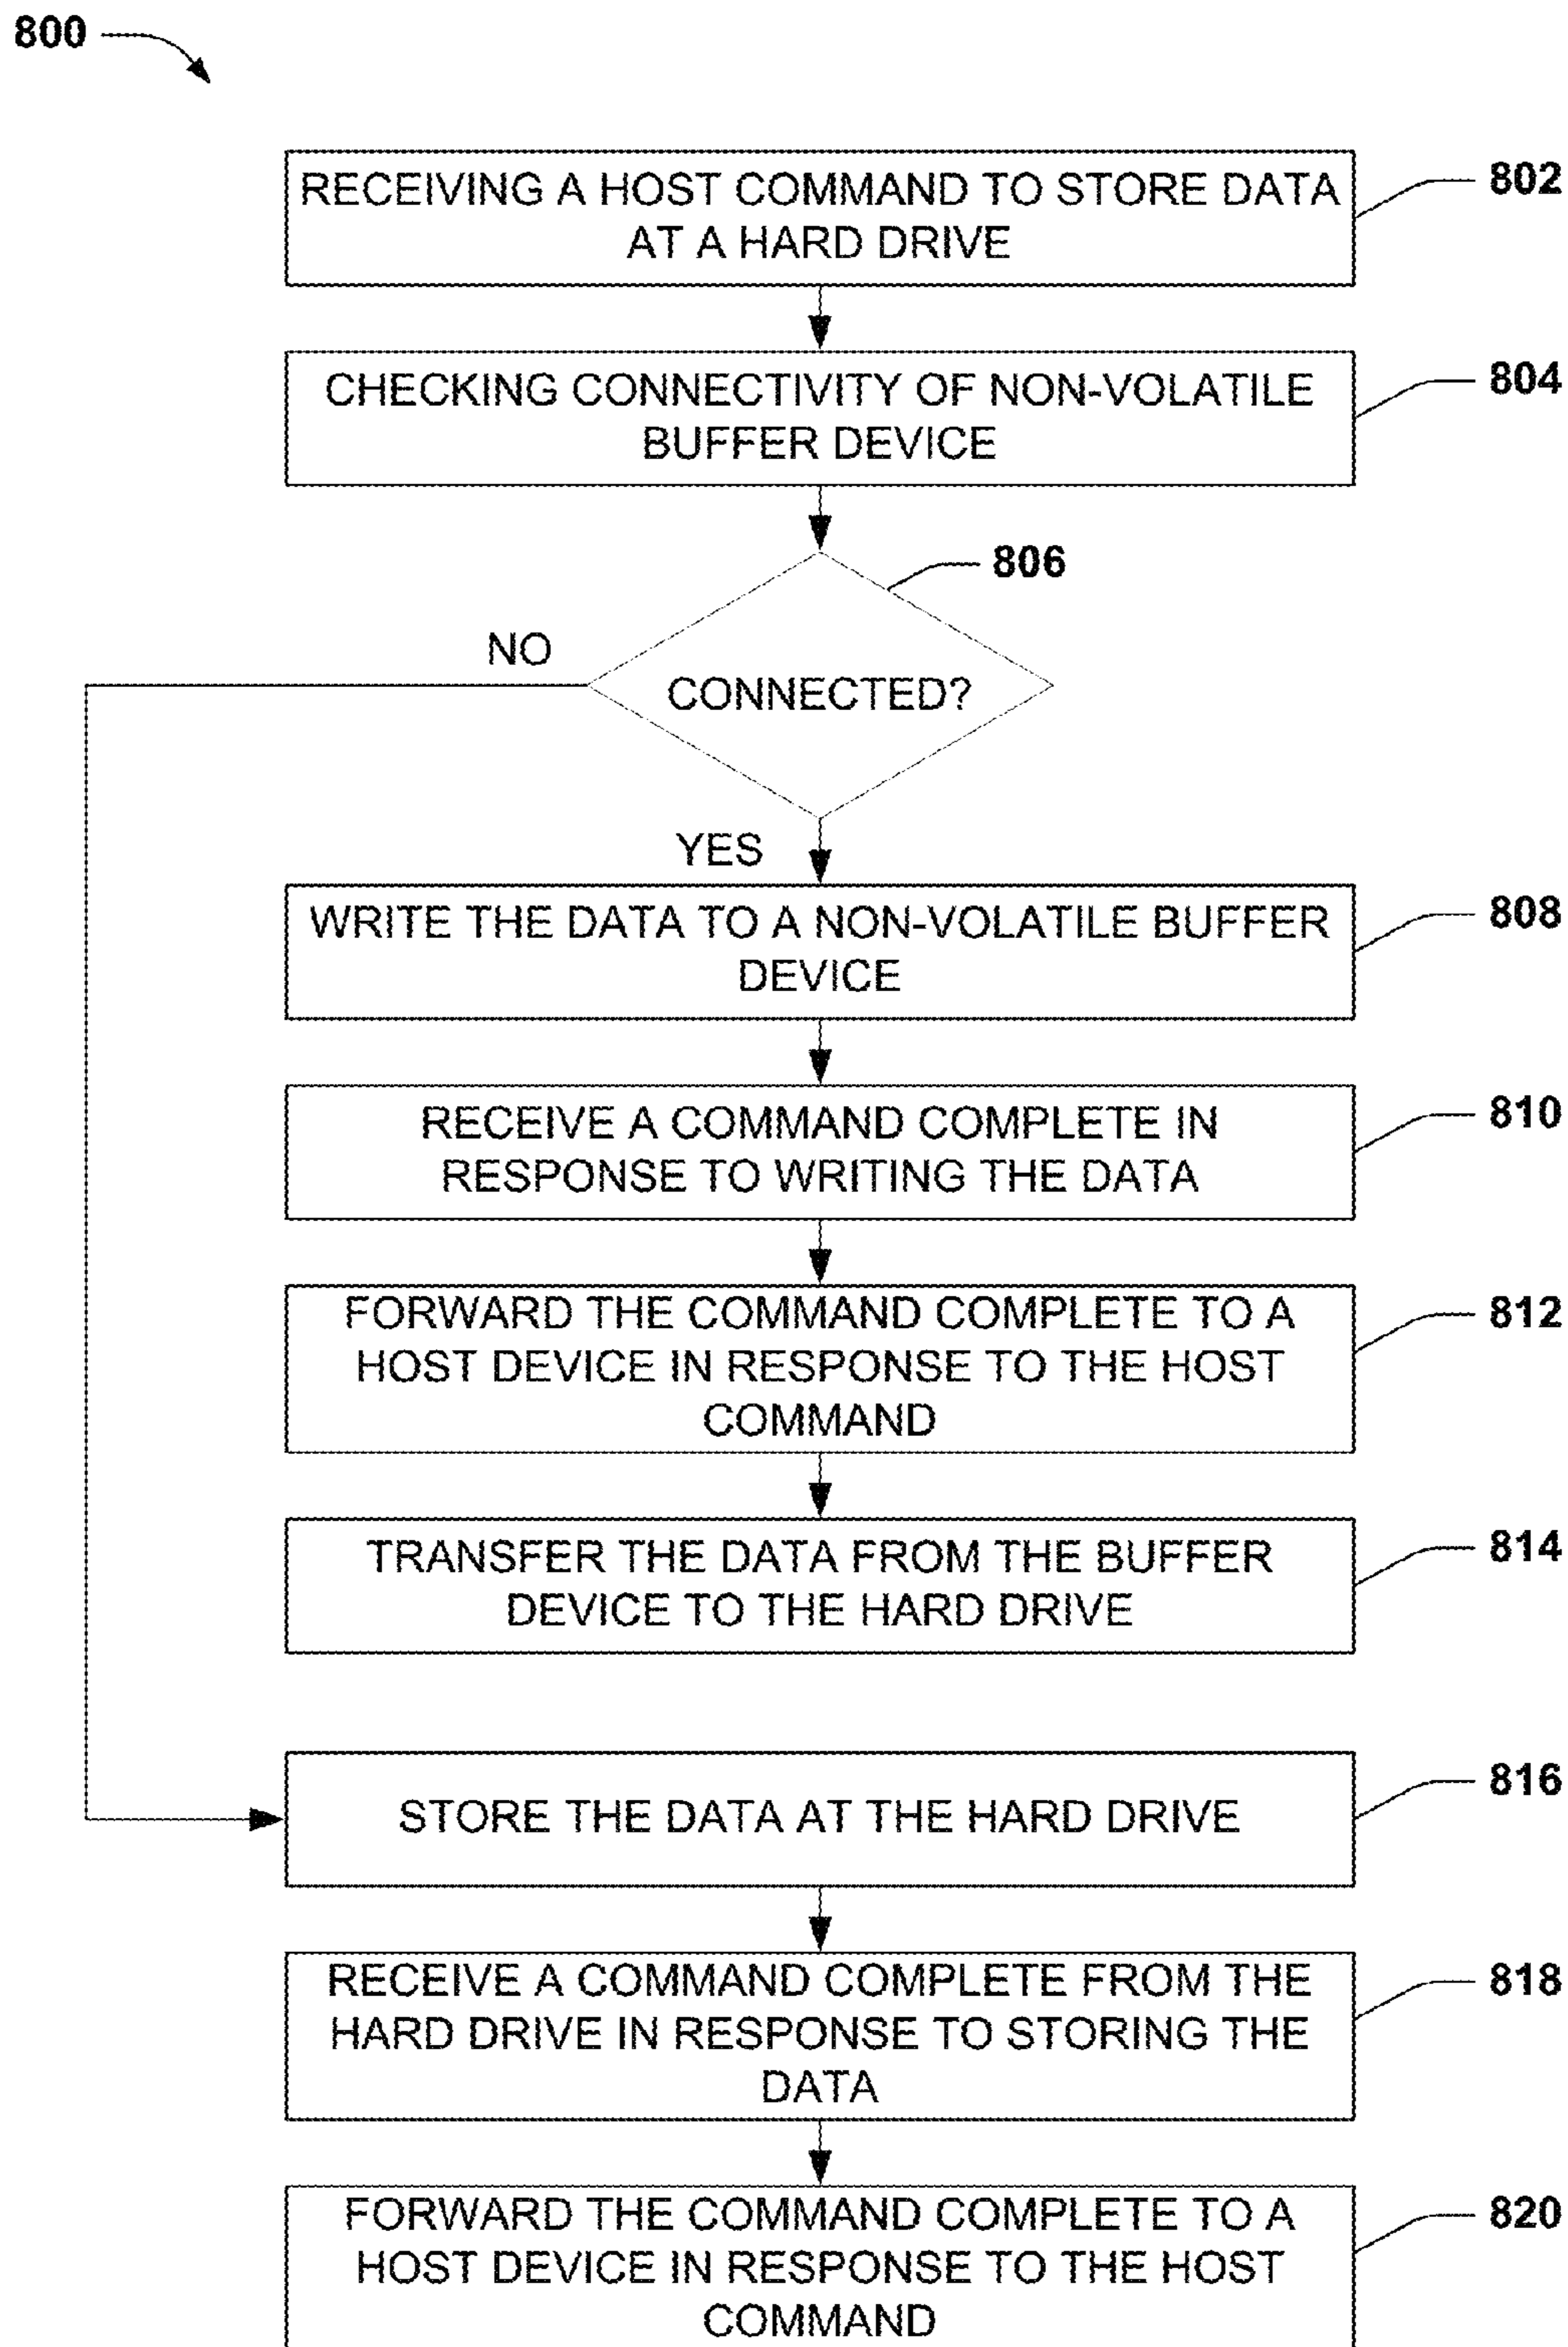 800
RECEIVING A HOST COMMAND TO STORE DATA
AT A HARD DRIVE
802
CHECKING CONNECTIVITY OF NON-VOLATILE
BUFFER DEVICE
804
806
NO
CONNECTED?
YES
WRITE THE DATA TO A NON-VOLATILE BUFFER
DEVICE
808
RECEIVE A COMMAND COMPLETE IN
RESPONSE TO WRITING THE DATA
810
FORWARD THE COMMAND COMPLETE TO A
HOST DEVICE IN RESPONSE TO THE HOST
COMMAND
812
TRANSFER THE DATA FROM THE BUFFER
DEVICE TO THE HARD DRIVE
814
STORE THE DATA AT THE HARD DRIVE
816
RECEIVE A COMMAND COMPLETE FROM THE
HARD DRIVE IN RESPONSE TO STORING THE
DATA
818
FORWARD THE COMMAND COMPLETE TO A
HOST DEVICE IN RESPONSE TO THE HOST
COMMAND
820